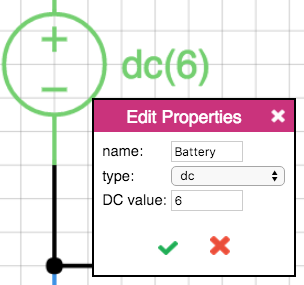 dc(6)
Edit Properties
name: Battery
type: dc
DC value: 6